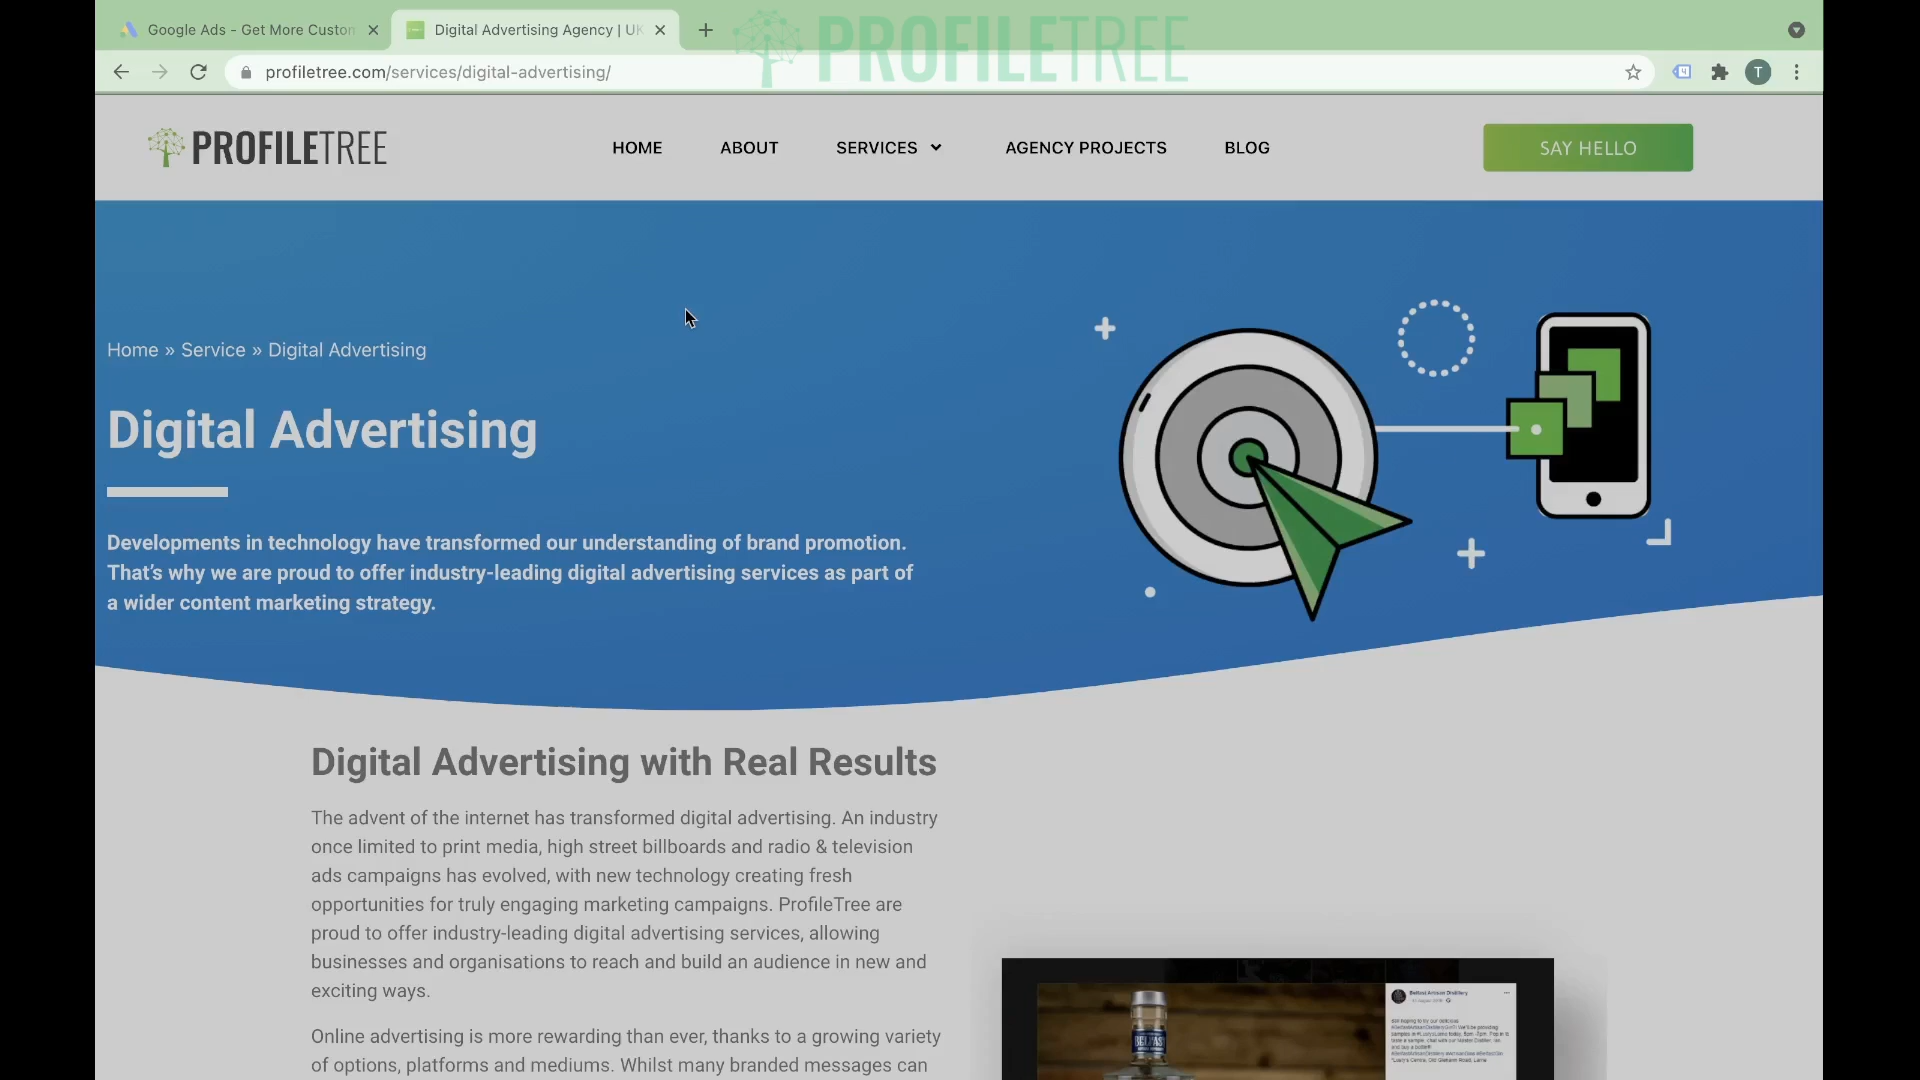 Google Ads - Get More Custom
Digital Advertising Agency | UK
PROFILETREE
profiletree.com/services/digital-advertising/
T
PROFILETREE
HOME
ABOUT
SERVICES
AGENCY PROJECTS
BLOG
SAY HELLO
Home » Service » Digital Advertising
Digital Advertising
Developments in technology have transformed our understanding of brand promotion.
That’s why we are proud to offer industry-leading digital advertising services as part of
a wider content marketing strategy.
Digital Advertising with Real Results
The advent of the internet has transformed digital advertising. An industry
once limited to print media, high street billboards and radio & television
ads campaigns has evolved, with new technology creating fresh
opportunities for truly engaging marketing campaigns. ProfileTree are
proud to offer industry-leading digital advertising services, allowing
businesses and organisations to reach and build an audience in new and
exciting ways.
Online advertising is more rewarding than ever, thanks to a growing variety
of options, platforms and mediums. Whilst many branded messages can
Belfast Artisan Distillery
BELFAST